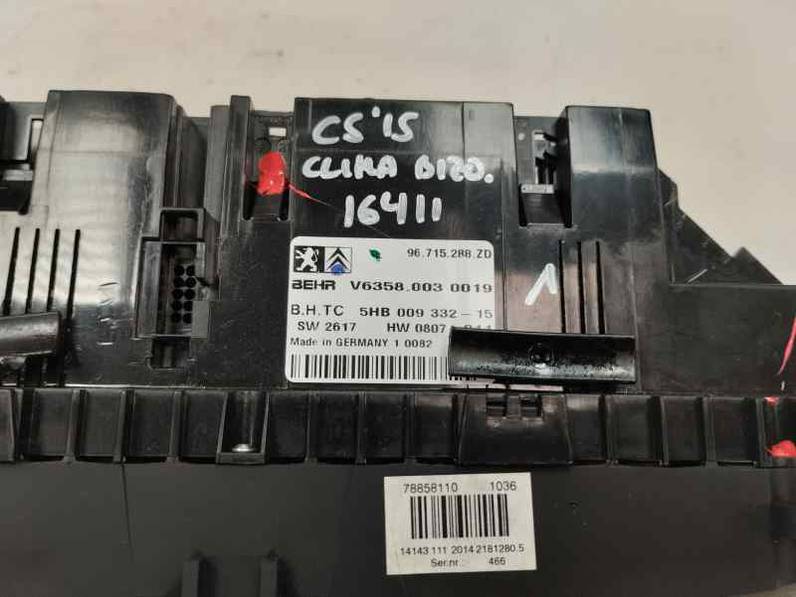 C5'15
CLIMA BIZO.
16411
96.715.288.ZD
BEHR V6358.003 0019
B.H.TC 5HB 009 332 - 15
SW 2617 HW 0807
Made in GERMANY 1 0082
1
78858110 1036
14143 111 2014 2181280.5
Ser.nr.: 466